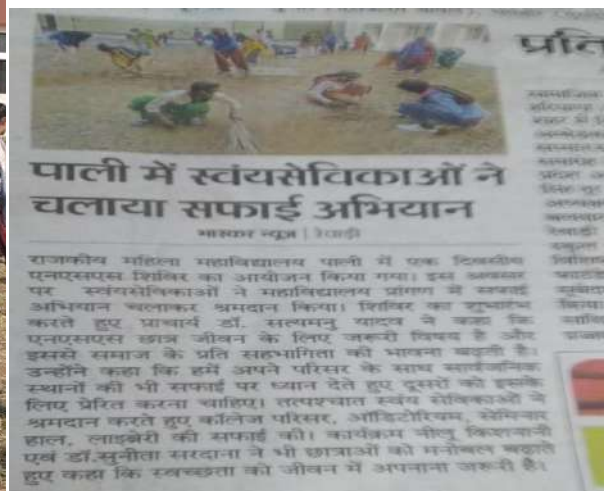 पाली में स्वंयसेविकाओं ने
चलाया सफाई अभियान
भास्कर न्यूज | रेवाड़ी
राजकीय महिला महाविद्यालय पाली में एक दिवसीय
एनएसएस शिविर का आयोजन किया गया। इस अवसर
पर स्वंयसेविकाओं ने महाविद्यालय प्रांगण में सफाई
अभियान चलाकर श्रमदान किया। शिविर का शुभारंभ
करते हुए प्राचार्य डॉ. सत्यमनु यादव ने कहा कि
एनएसएस छात्र जीवन के लिए जरूरी विषय है और
इससे समाज के प्रति सहभागिता की भावना बढ़ती है।
उन्होंने कहा कि हमें अपने परिसर के साथ सार्वजनिक
स्थानों की भी सफाई पर ध्यान देते हुए दूसरों को इसके
लिए प्रेरित करना चाहिए। तत्पश्चात स्वंय सेविकाओं ने
श्रमदान करते हुए कॉलेज परिसर, ऑडिटोरियम, सेमिनार
हाल, लाइब्रेरी की सफाई की। कार्यक्रम नीलू किशनानी
एवं डॉ.सुनीता सरदाना ने भी छात्राओं को मनोबल बढ़ाते
हुए कहा कि स्वच्छता को जीवन में अपनाना जरूरी है।
प्रति